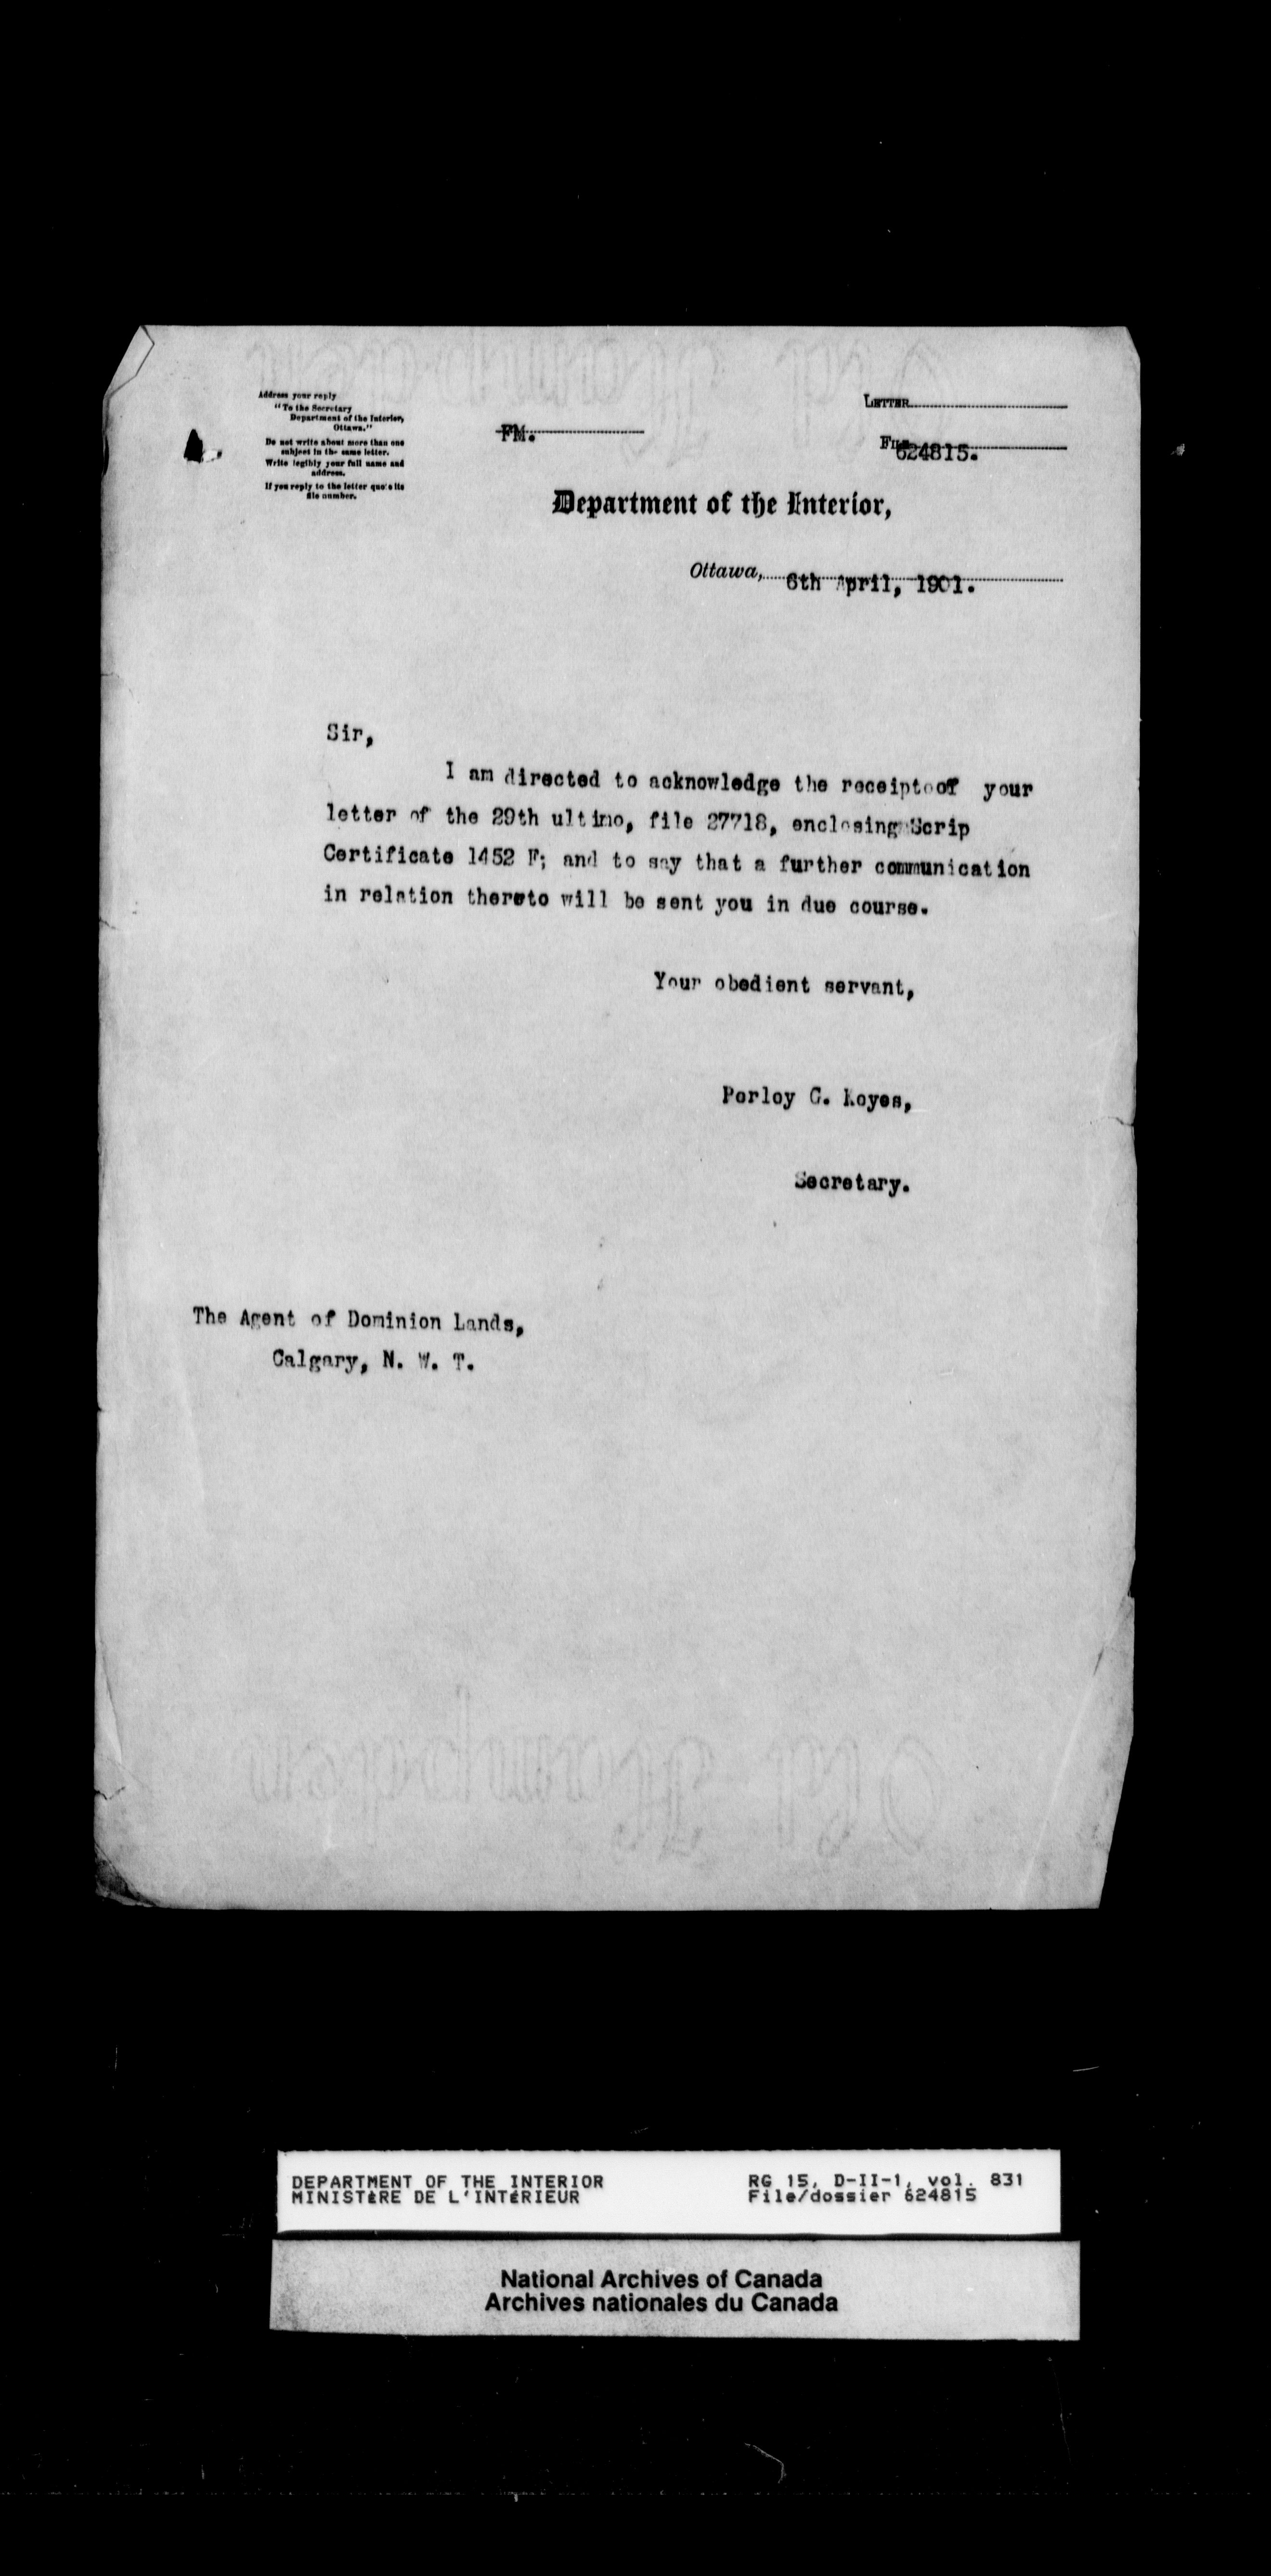 Address your reply
"To the Secretary
Department of the Interior,
Ottawa."
Do not write about more than one
subject in the same letter.
Write legibly your full name and
address.
If you reply to the letter quote its
file number.
FM.
LETTER
File 624815.
Department of the Interior,
Ottawa, 6th April, 1901.
Sir,
I am directed to acknowledge the receipt of your
letter of the 29th ultimo, file 27718, enclosing Scrip
Certificate 1452 F; and to say that a further communication
in relation thereto will be sent you in due course.
Your obedient servant,
Perley G. Keyes,
Secretary.
The Agent of Dominion Lands,
Calgary, N. W. T.
Old Hampden
Old Hampden
DEPARTMENT OF THE INTERIOR
MINISTÈRE DE L'INTÉRIEUR
RG 15, D-II-1, vol. 831
File/dossier 624815
National Archives of Canada
Archives nationales du Canada